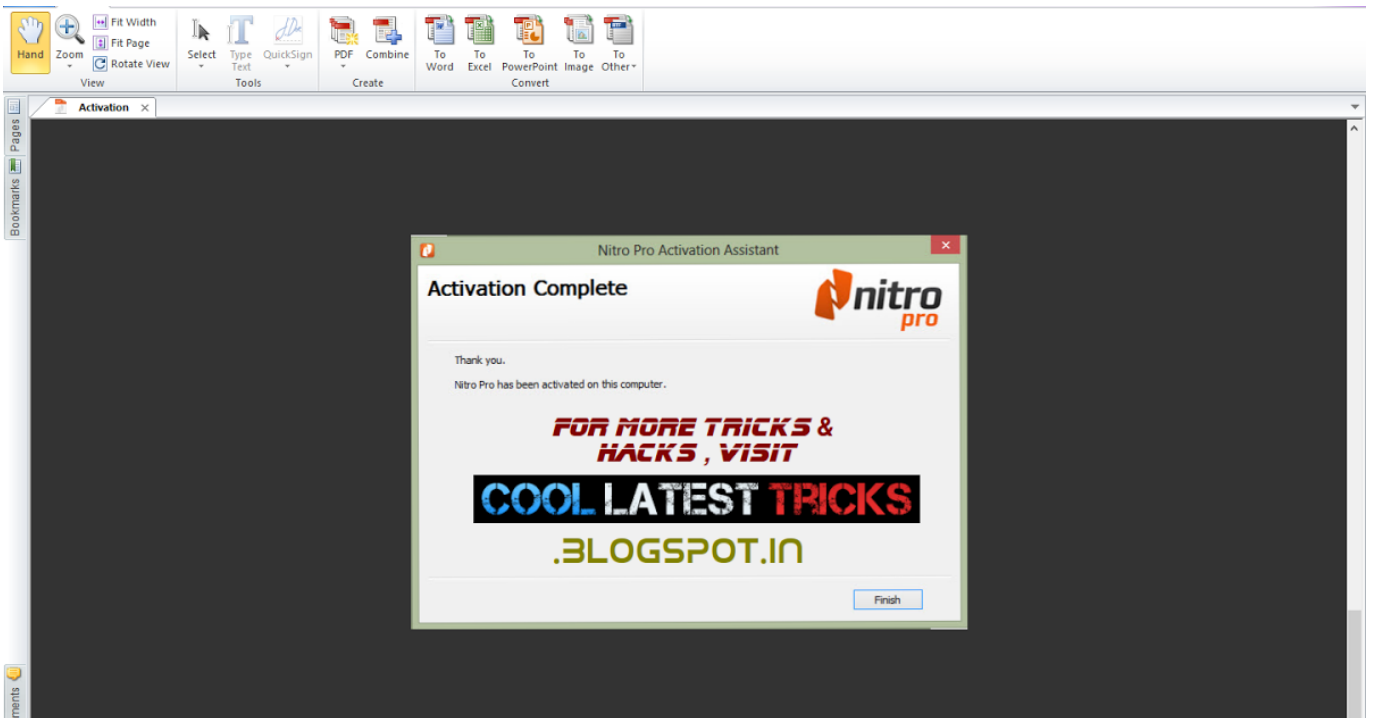 Hand
Zoom
Fit Width
Fit Page
Rotate View
View
Select
Type Text
QuickSign
Tools
PDF
Combine
Create
To Word
To Excel
To PowerPoint
To Image
To Other
Convert
Activation
Pages
Bookmarks
Nitro Pro Activation Assistant
Activation Complete
nitro
pro
Thank you.
Nitro Pro has been activated on this computer.
FOR MORE TRICKS &
HACKS , VISIT
COOL LATEST TRICKS
.BLOGSPOT.IN
Finish